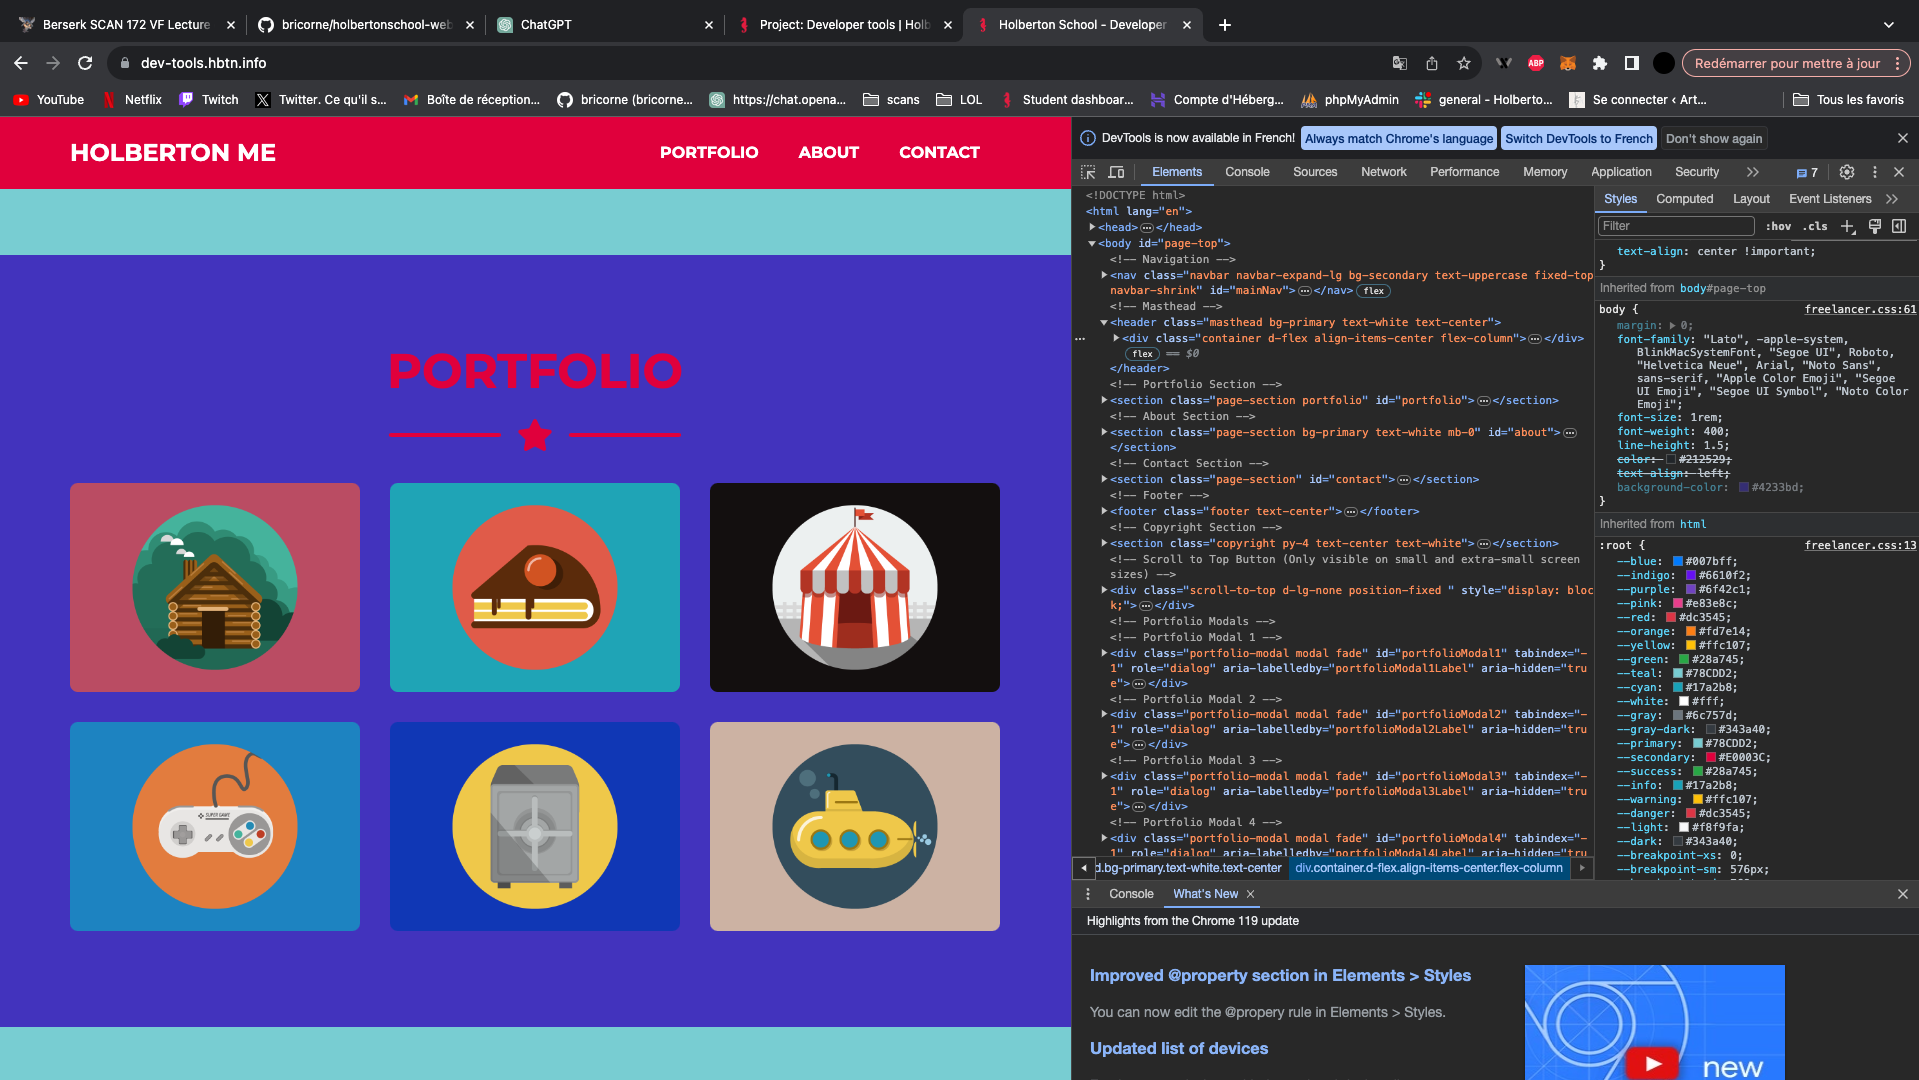 Berserk SCAN 172 VF Lecture
bricorne/holbertonschool-web
ChatGPT
Project: Developer tools | Holb
Holberton School - Developer
dev-tools.hbtn.info
Redémarrer pour mettre à jour
YouTube
Netflix
Twitch
Twitter. Ce qu'il s...
Boîte de réception...
bricorne (bricorne...
https://chat.opena...
scans
LOL
Student dashboar...
Compte d'Héberg...
phpMyAdmin
general - Holberto...
Se connecter ‹ Art...
Tous les favoris
HOLBERTON ME
PORTFOLIO
ABOUT
CONTACT
PORTFOLIO
SUPER GAME
DevTools is now available in French!
Always match Chrome's language
Switch DevTools to French
Don't show again
Elements
Console
Sources
Network
Performance
Memory
Application
Security
7
<!DOCTYPE html>
<html lang="en">
<head>…</head>
<body id="page-top">
<!-- Navigation -->
<nav class="navbar navbar-expand-lg bg-secondary text-uppercase fixed-top
navbar-shrink" id="mainNav">…</nav> flex
<!-- Masthead -->
<header class="masthead bg-primary text-white text-center">
<div class="container d-flex align-items-center flex-column">…</div>
flex == $0
</header>
<!-- Portfolio Section -->
<section class="page-section portfolio" id="portfolio">…</section>
<!-- About Section -->
<section class="page-section bg-primary text-white mb-0" id="about">…
</section>
<!-- Contact Section -->
<section class="page-section" id="contact">…</section>
<!-- Footer -->
<footer class="footer text-center">…</footer>
<!-- Copyright Section -->
<section class="copyright py-4 text-center text-white">…</section>
<!-- Scroll to Top Button (Only visible on small and extra-small screen
sizes) -->
<div class="scroll-to-top d-lg-none position-fixed " style="display: bloc
k;">…</div>
<!-- Portfolio Modals -->
<!-- Portfolio Modal 1 -->
<div class="portfolio-modal modal fade" id="portfolioModal1" tabindex="-
1" role="dialog" aria-labelledby="portfolioModal1Label" aria-hidden="tru
e">…</div>
<!-- Portfolio Modal 2 -->
<div class="portfolio-modal modal fade" id="portfolioModal2" tabindex="-
1" role="dialog" aria-labelledby="portfolioModal2Label" aria-hidden="tru
e">…</div>
<!-- Portfolio Modal 3 -->
<div class="portfolio-modal modal fade" id="portfolioModal3" tabindex="-
1" role="dialog" aria-labelledby="portfolioModal3Label" aria-hidden="tru
e">…</div>
<!-- Portfolio Modal 4 -->
<div class="portfolio-modal modal fade" id="portfolioModal4" tabindex="-
1" role="dialog" aria-labelledby="portfolioModal4Label" aria-hidden="tru
d.bg-primary.text-white.text-center
div.container.d-flex.align-items-center.flex-column
Styles
Computed
Layout
Event Listeners
Filter
:hov .cls
text-align: center !important;
}
Inherited from body#page-top
body { freelancer.css:61
margin: 0;
font-family: "Lato", -apple-system,
BlinkMacSystemFont, "Segoe UI", Roboto,
"Helvetica Neue", Arial, "Noto Sans",
sans-serif, "Apple Color Emoji", "Segoe
UI Emoji", "Segoe UI Symbol", "Noto Color
Emoji";
font-size: 1rem;
font-weight: 400;
line-height: 1.5;
color: #212529;
text-align: left;
background-color: #4233bd;
}
Inherited from html
:root { freelancer.css:13
--blue: #007bff;
--indigo: #6610f2;
--purple: #6f42c1;
--pink: #e83e8c;
--red: #dc3545;
--orange: #fd7e14;
--yellow: #ffc107;
--green: #28a745;
--teal: #78CDD2;
--cyan: #17a2b8;
--white: #fff;
--gray: #6c757d;
--gray-dark: #343a40;
--primary: #78CDD2;
--secondary: #E0003C;
--success: #28a745;
--info: #17a2b8;
--warning: #ffc107;
--danger: #dc3545;
--light: #f8f9fa;
--dark: #343a40;
--breakpoint-xs: 0;
--breakpoint-sm: 576px;
Console
What's New
Highlights from the Chrome 119 update
Improved @property section in Elements > Styles
You can now edit the @propery rule in Elements > Styles.
Updated list of devices
new